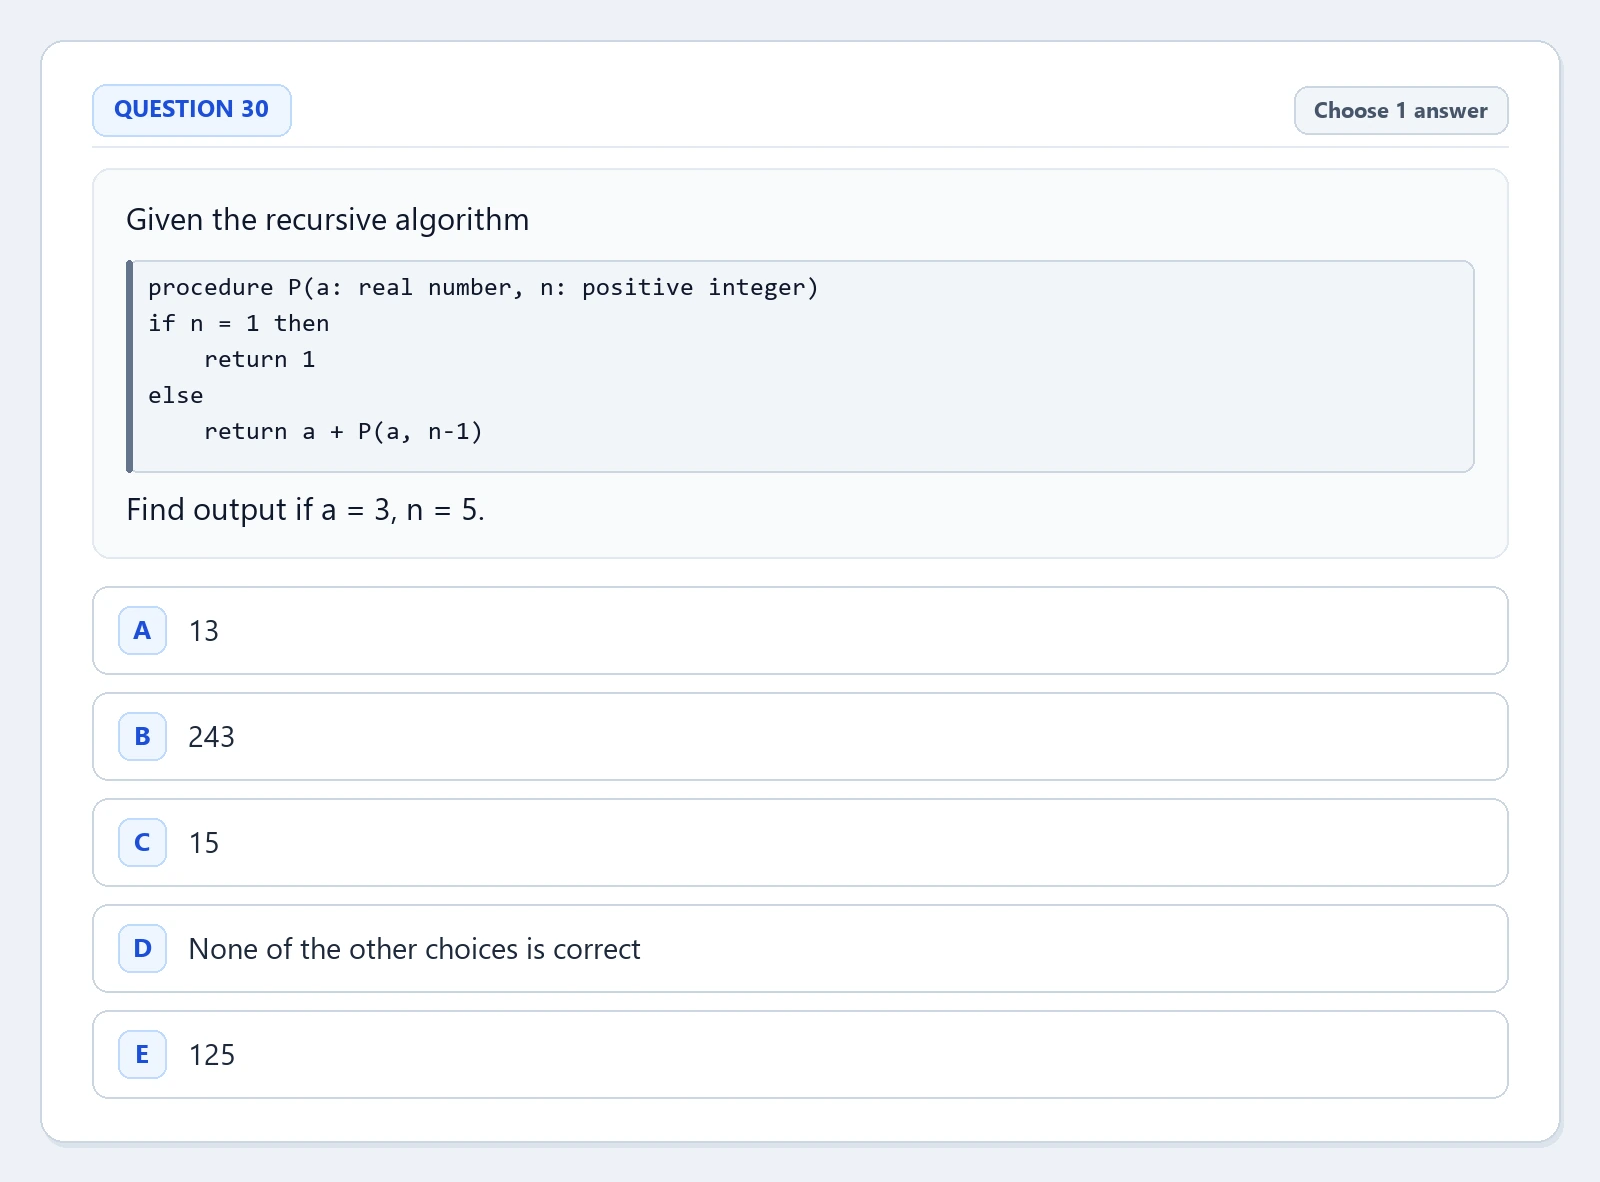 QUESTION 30
Choose 1 answer
Given the recursive algorithm
procedure P(a: real number, n: positive integer)
if n = 1 then
    return 1
else
    return a + P(a, n-1)
Find output if a = 3, n = 5.
A 13
B 243
C 15
D None of the other choices is correct
E 125